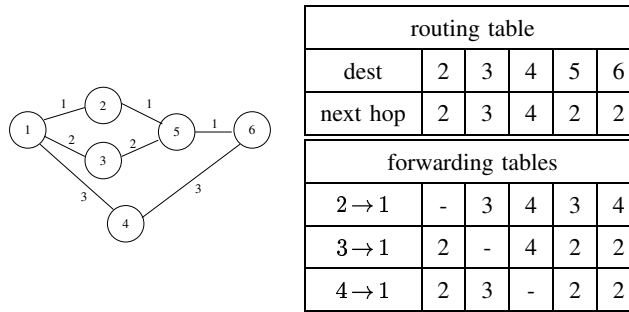 1
2
3
4
5
6
1
1
2
2
1
3
3
routing table
dest 2 3 4 5 6
next hop 2 3 4 2 2
forwarding tables
2→1 - 3 4 3 4
3→1 2 - 4 2 2
4→1 2 3 - 2 2